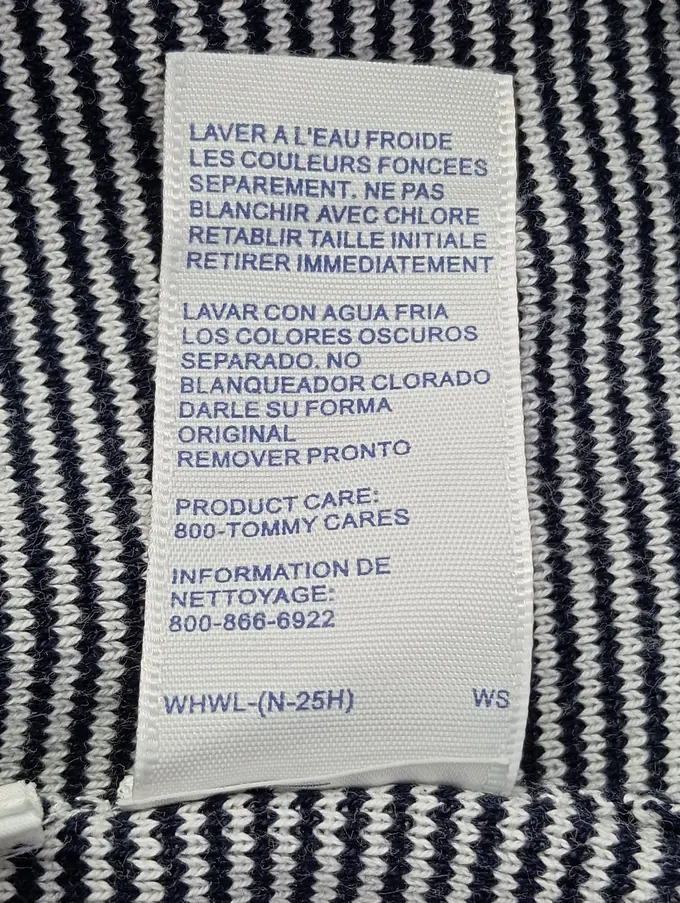 LAVER A L'EAU FROIDE
LES COULEURS FONCEES
SEPAREMENT. NE PAS
BLANCHIR AVEC CHLORE
RETABLIR TAILLE INITIALE
RETIRER IMMEDIATEMENT
LAVAR CON AGUA FRIA
LOS COLORES OSCUROS
SEPARADO. NO
BLANQUEADOR CLORADO
DARLE SU FORMA
ORIGINAL
REMOVER PRONTO
PRODUCT CARE:
800-TOMMY CARES
INFORMATION DE
NETTOYAGE:
800-866-6922
WHWL-(N-25H) WS